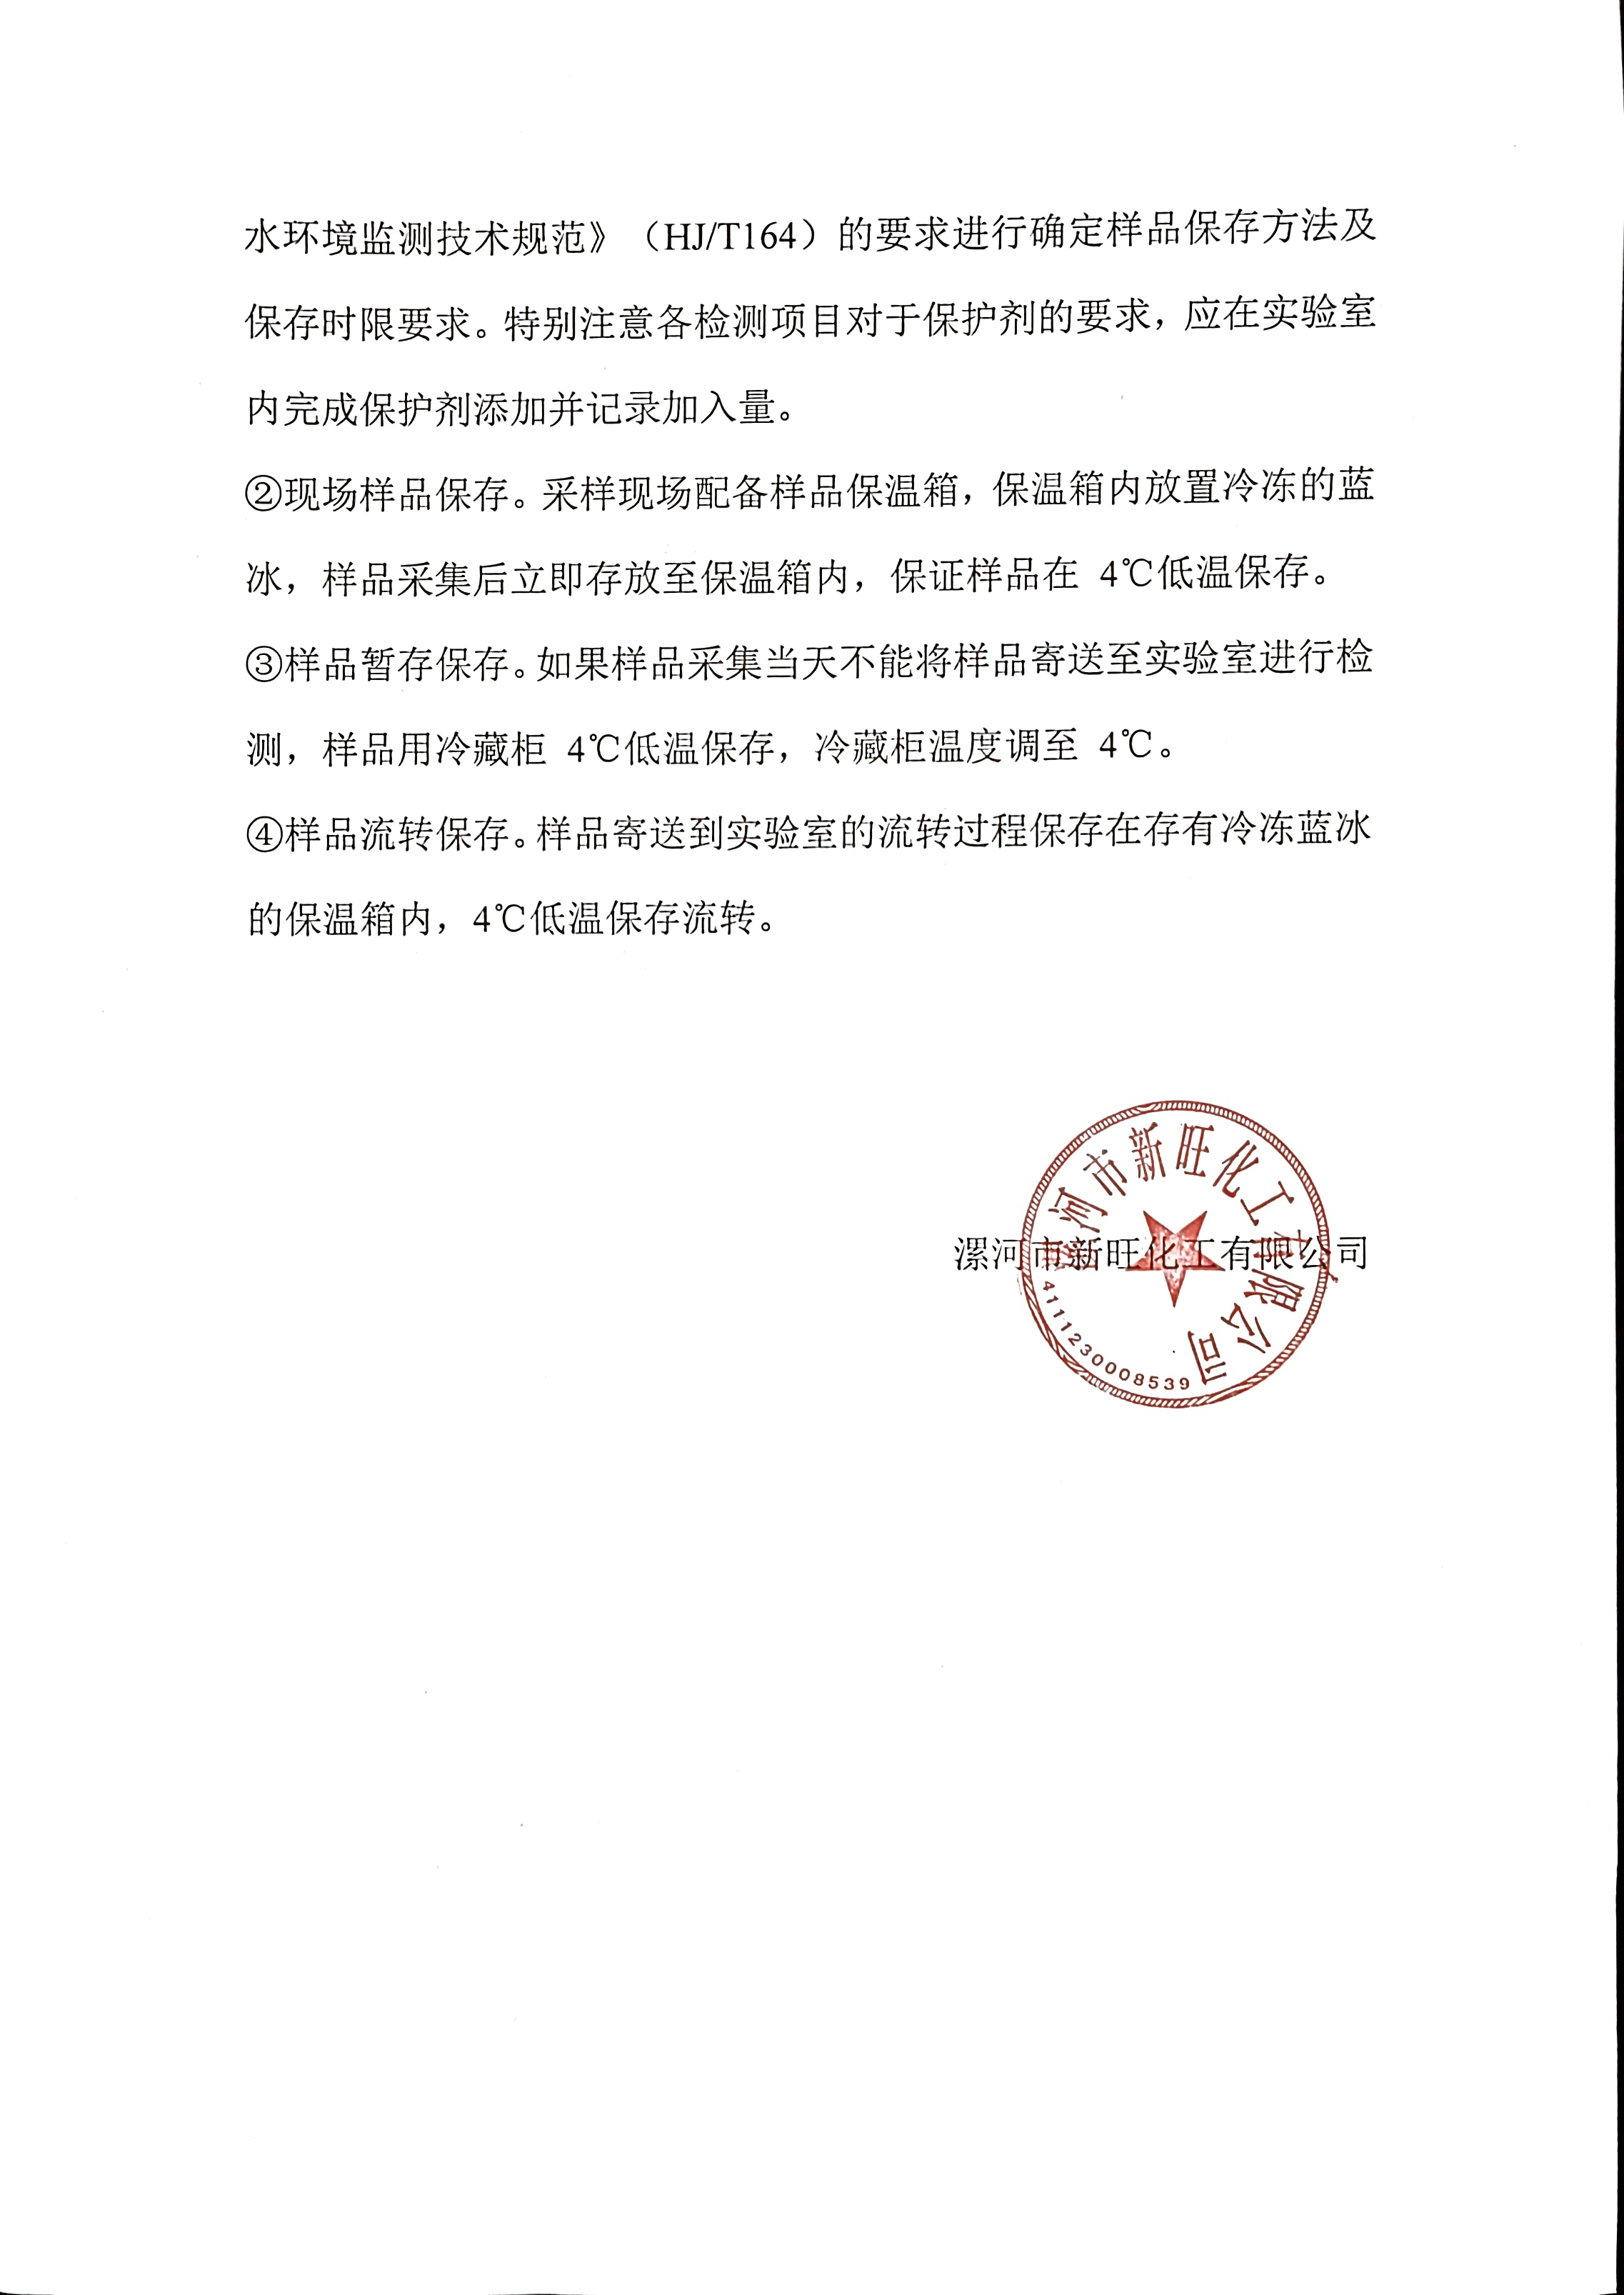 水环境监测技术规范》（HJ/T164）的要求进行确定样品保存方法及
保存时限要求。特别注意各检测项目对于保护剂的要求，应在实验室
内完成保护剂添加并记录加入量。
②现场样品保存。采样现场配备样品保温箱，保温箱内放置冷冻的蓝
冰，样品采集后立即存放至保温箱内，保证样品在 4℃低温保存。
③样品暂存保存。如果样品采集当天不能将样品寄送至实验室进行检
测，样品用冷藏柜 4℃低温保存，冷藏柜温度调至 4℃。
④样品流转保存。样品寄送到实验室的流转过程保存在存有冷冻蓝冰
的保温箱内，4℃低温保存流转。
漯河市新旺化工有限公司
漯河市新旺化工有限公司
4111230008539